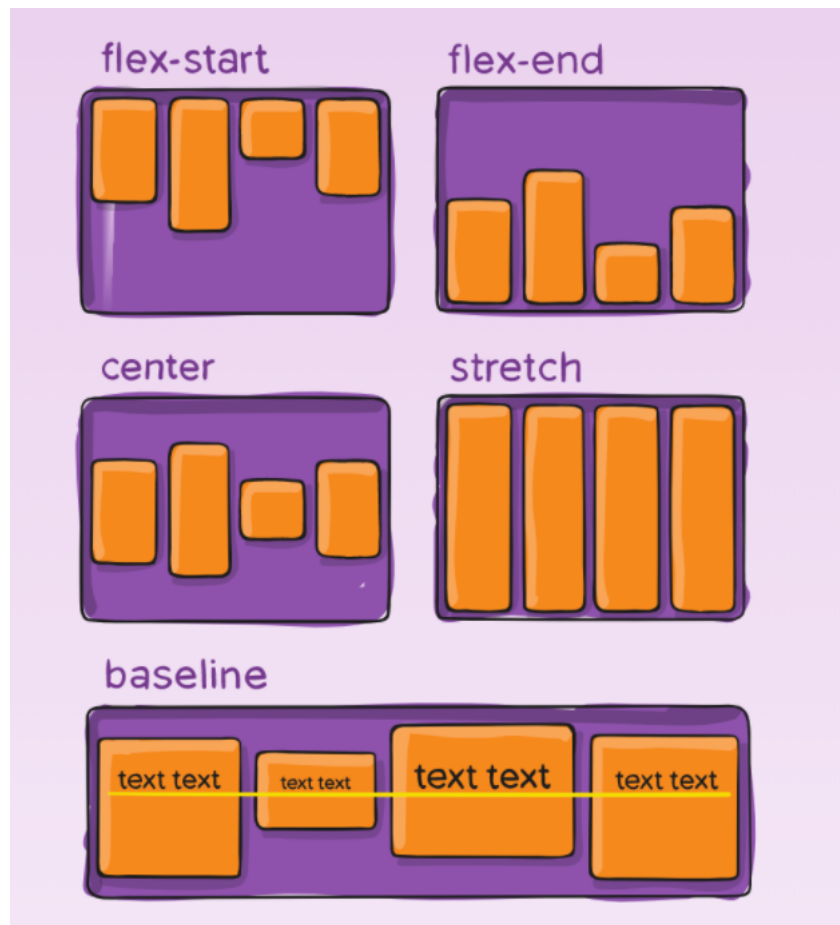 flex-start
flex-end
center
stretch
baseline
text text
text text
text text
text text